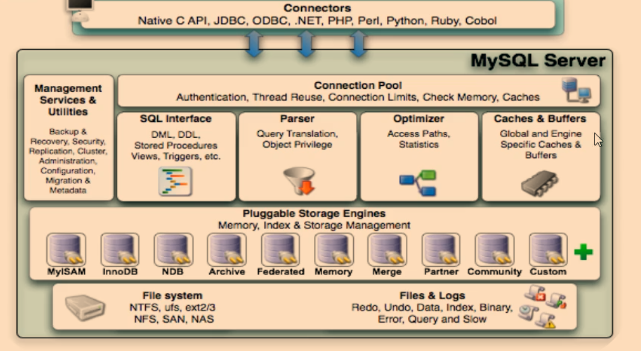 Connectors
Native C API, JDBC, ODBC, .NET, PHP, Perl, Python, Ruby, Cobol
MySQL Server
Management
Services &
Utilities
Backup &
Recovery, Security,
Replication, Cluster,
Administration,
Configuration,
Migration &
Metadata
Connection Pool
Authentication, Thread Reuse, Connection Limits, Check Memory, Caches
SQL Interface
DML, DDL,
Stored Procedures
Views, Triggers, etc.
Parser
Query Translation,
Object Privilege
Optimizer
Access Paths,
Statistics
Caches & Buffers
Global and Engine
Specific Caches &
Buffers
Pluggable Storage Engines
Memory, Index & Storage Management
MyISAM
InnoDB
NDB
Archive
Federated
Memory
Merge
Partner
Community
Custom
File system
NTFS, ufs, ext2/3
NFS, SAN, NAS
Files & Logs
Redo, Undo, Data, Index, Binary,
Error, Query and Slow